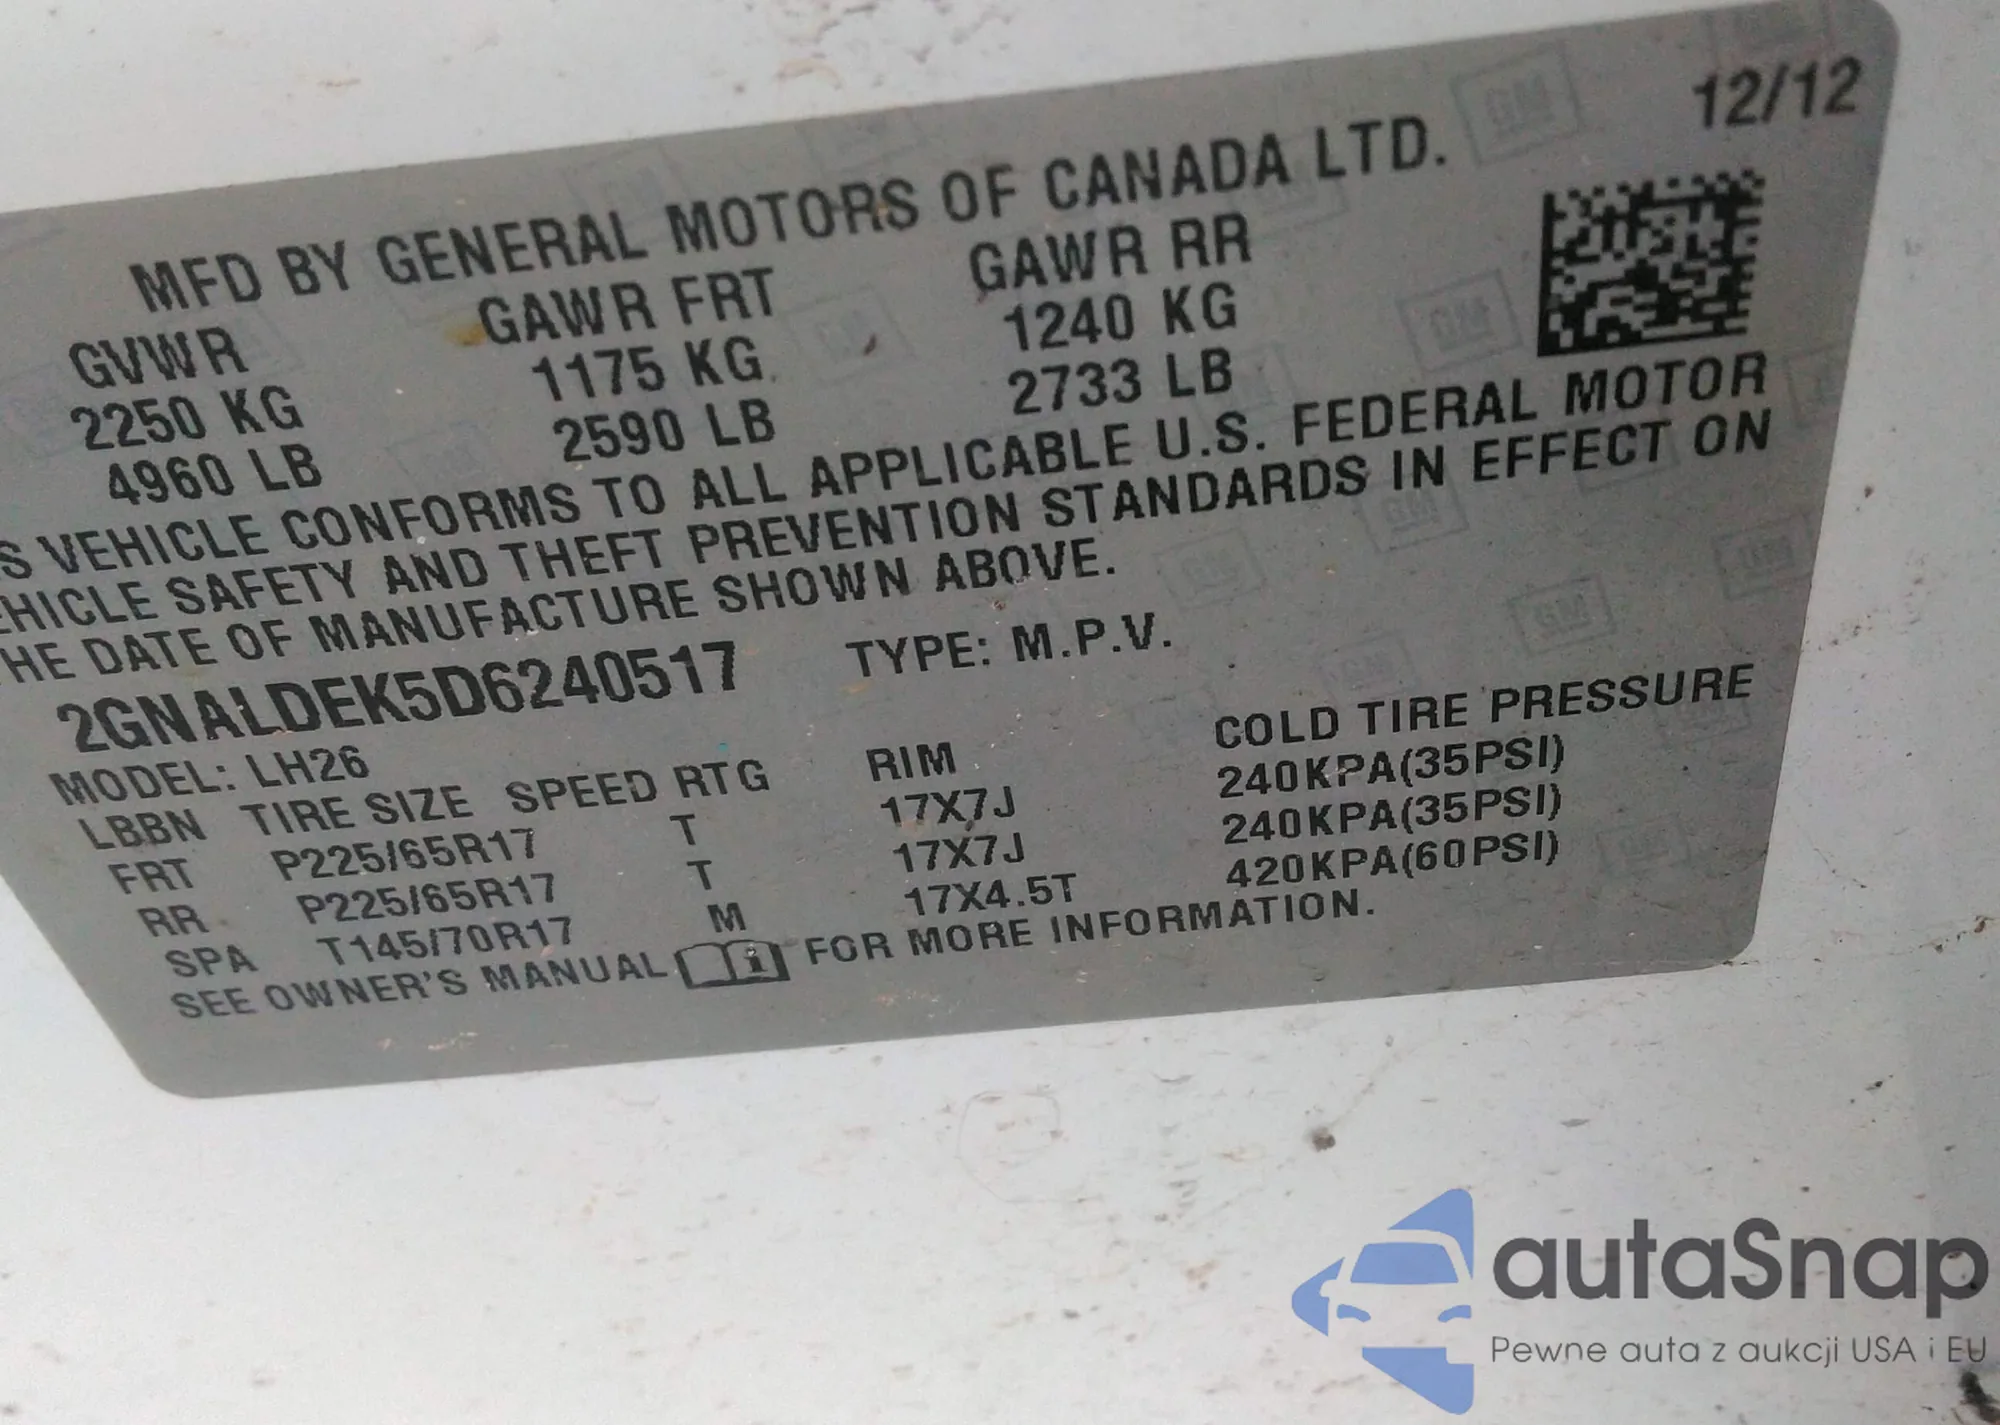 12/12
MFD BY GENERAL MOTORS OF CANADA LTD.
GVWR GAWR FRT GAWR RR
2250 KG 1175 KG 1240 KG
4960 LB 2590 LB 2733 LB
S VEHICLE CONFORMS TO ALL APPLICABLE U.S. FEDERAL MOTOR
EHICLE SAFETY AND THEFT PREVENTION STANDARDS IN EFFECT ON
HE DATE OF MANUFACTURE SHOWN ABOVE.
2GNALDEK5D6240517 TYPE: M.P.V.
MODEL: LH26
LBBN TIRE SIZE SPEED RTG RIM COLD TIRE PRESSURE
FRT P225/65R17 T 17X7J 240KPA(35PSI)
RR P225/65R17 T 17X7J 240KPA(35PSI)
SPA T145/70R17 M 17X4.5T 420KPA(60PSI)
SEE OWNER'S MANUAL i FOR MORE INFORMATION.
autaSnap
Pewne auta z aukcji USA i EU